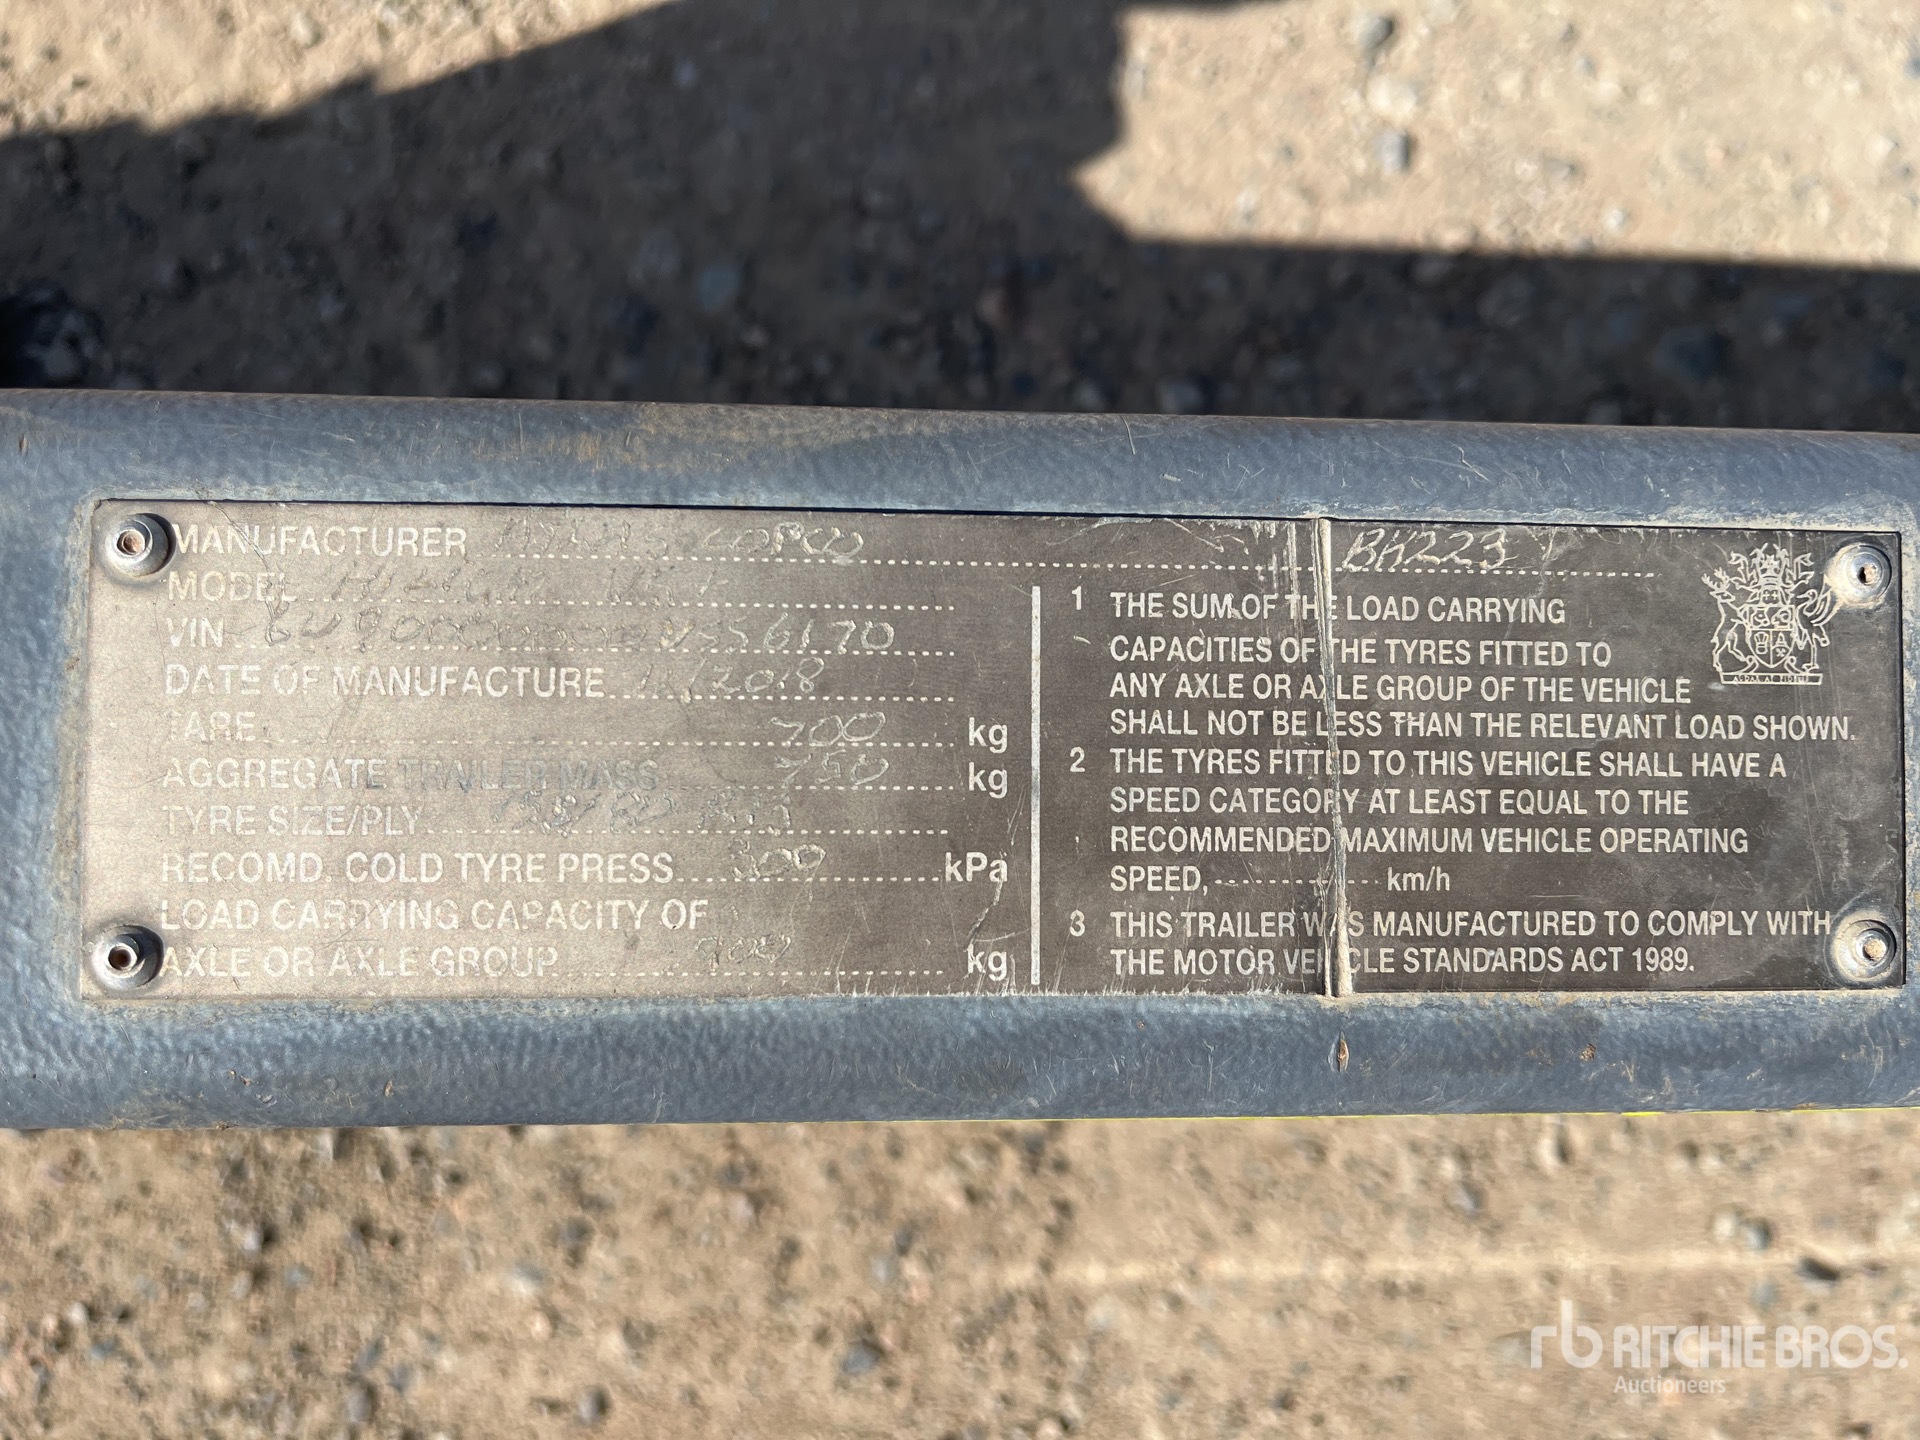 MANUFACTURER
BH223
MODEL
VIN
DATE OF MANUFACTURE /2018
TARE 700 kg
AGGREGATE TRAILER MASS 750 kg
TYRE SIZE/PLY
RECOMD. COLD TYRE PRESS. 300 kPa
LOAD CARRYING CAPACITY OF
AXLE OR AXLE GROUP 900 kg
1 THE SUM OF THE LOAD CARRYING
CAPACITIES OF THE TYRES FITTED TO
ANY AXLE OR AXLE GROUP OF THE VEHICLE
SHALL NOT BE LESS THAN THE RELEVANT LOAD SHOWN.
2 THE TYRES FITTED TO THIS VEHICLE SHALL HAVE A
SPEED CATEGORY AT LEAST EQUAL TO THE
RECOMMENDED MAXIMUM VEHICLE OPERATING
SPEED, km/h
3 THIS TRAILER WAS MANUFACTURED TO COMPLY WITH
THE MOTOR VEHICLE STANDARDS ACT 1989.
rb RITCHIE BROS.
Auctioneers